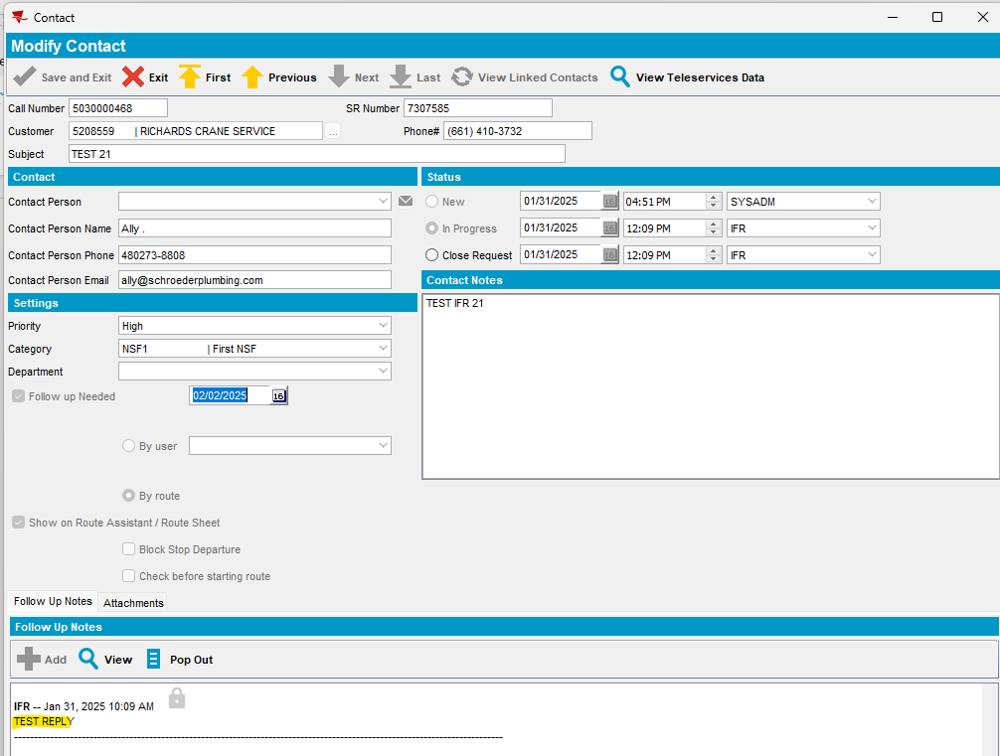 Contact
Modify Contact
Save and Exit Exit First Previous Next Last View Linked Contacts View Teleservices Data
Call Number 5030000468 SR Number 7307585
Customer 5208559 | RICHARDS CRANE SERVICE ... Phone# (661) 410-3732
Subject TEST 21
Contact
Contact Person
Contact Person Name Ally .
Contact Person Phone 480273-8808
Contact Person Email ally@schroederplumbing.com
Settings
Priority High
Category NSF1 | First NSF
Department
Follow up Needed 02/02/2025 16
By user
By route
Show on Route Assistant / Route Sheet
Block Stop Departure
Check before starting route
Status
New 01/31/2025 16 04:51 PM SYSADM
In Progress 01/31/2025 16 12:09 PM IFR
Close Request 01/31/2025 16 12:09 PM IFR
Contact Notes
TEST IFR 21
Follow Up Notes Attachments
Follow Up Notes
Add View Pop Out
IFR -- Jan 31, 2025 10:09 AM
TEST REPLY